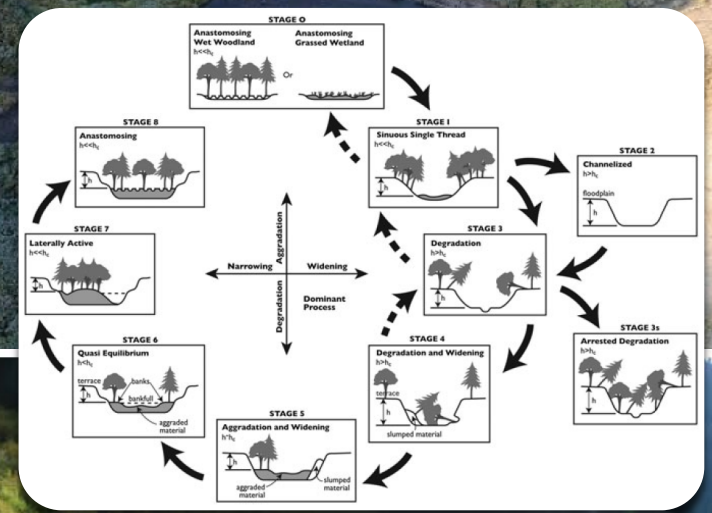 STAGE O
Anastomosing
Wet Woodland
h<<hc
Or
Anastomosing
Grassed Wetland
STAGE I
Sinuous Single Thread
h<<hc
h
STAGE 2
Channelized
h>hc
floodplain
h
STAGE 3
Degradation
h>hc
h
STAGE 3s
Arrested Degradation
h>hc
h
STAGE 4
Degradation and Widening
h>hc
terrace
h
slumped material
STAGE 5
Aggradation and Widening
h~hc
h
aggraded
material
slumped
material
STAGE 6
Quasi Equilibrium
h<hc
terrace
h
banks
bankfull
aggraded
material
STAGE 7
Laterally Active
h<<hc
h
STAGE 8
Anastomosing
h<<hc
h
Aggradation
Narrowing
Widening
Degradation
Dominant
Process